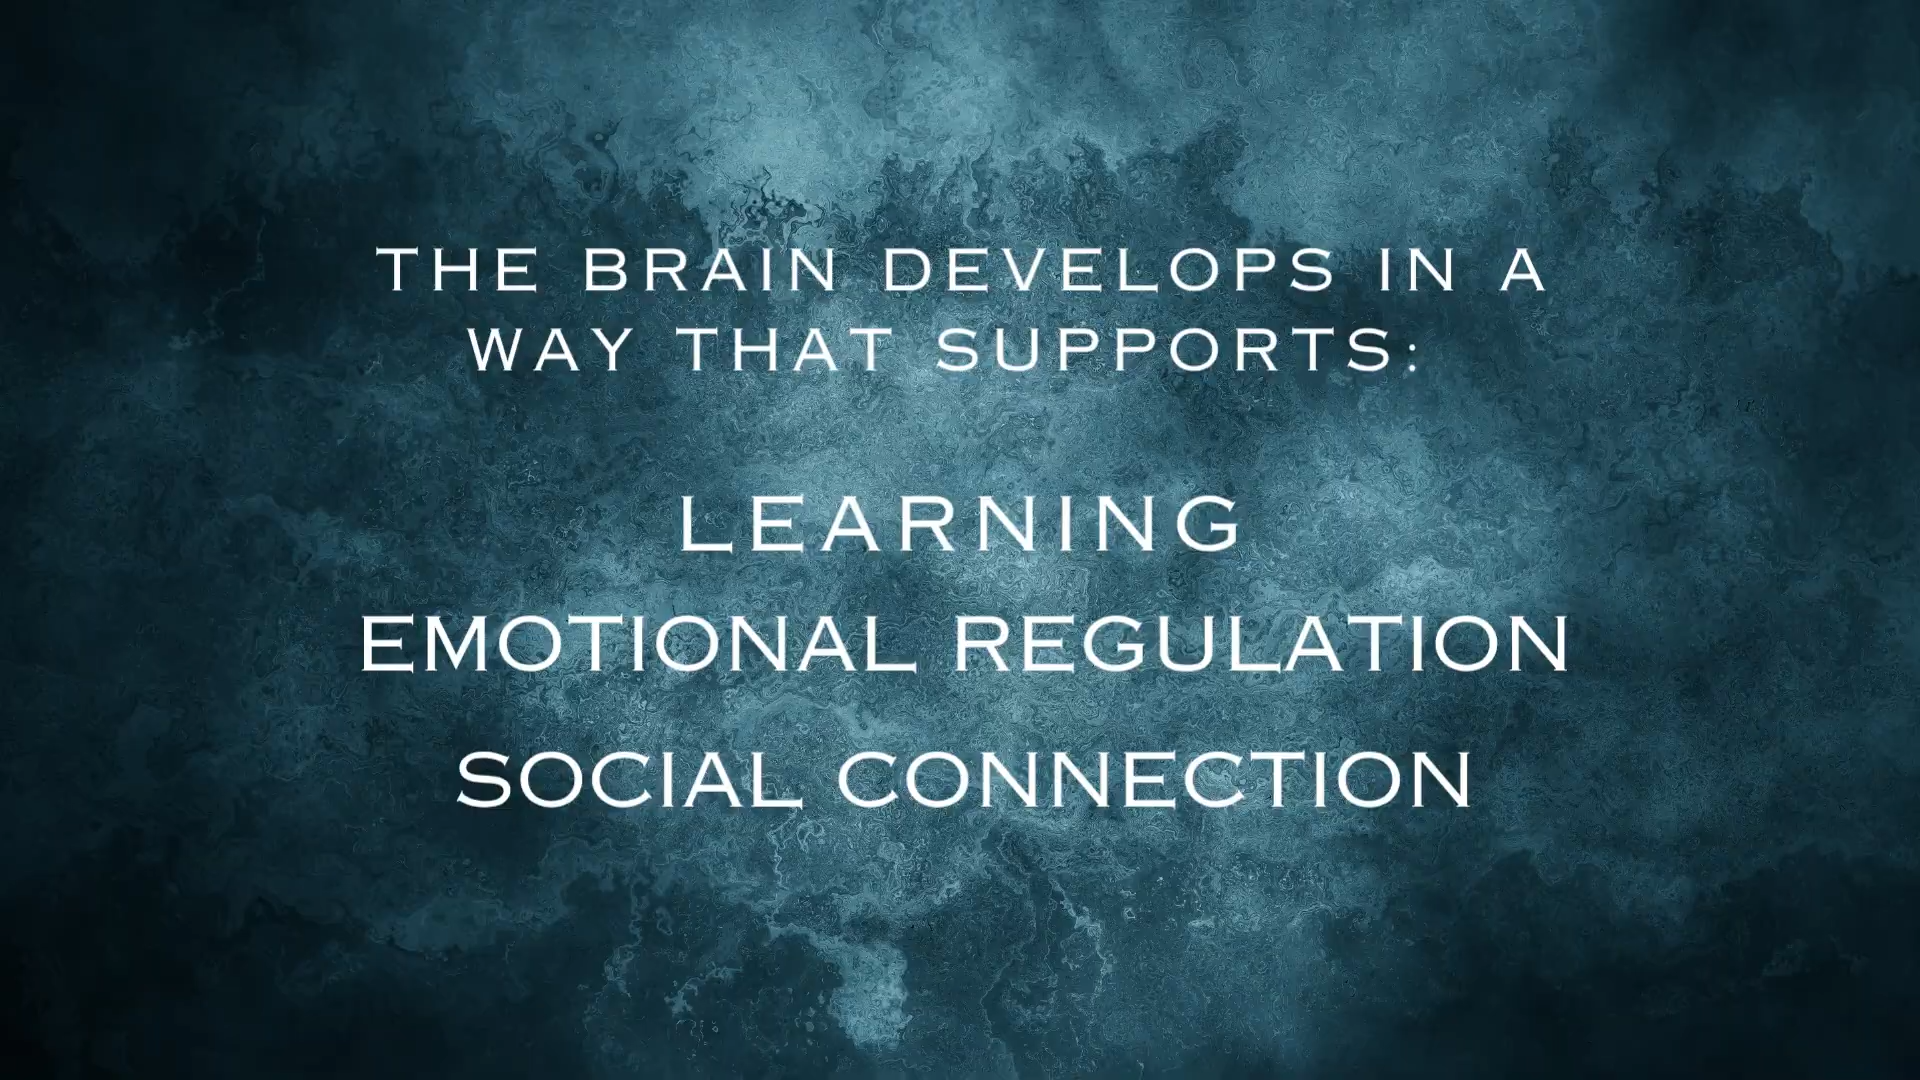 THE BRAIN DEVELOPS IN A
WAY THAT SUPPORTS:
LEARNING
EMOTIONAL REGULATION
SOCIAL CONNECTION